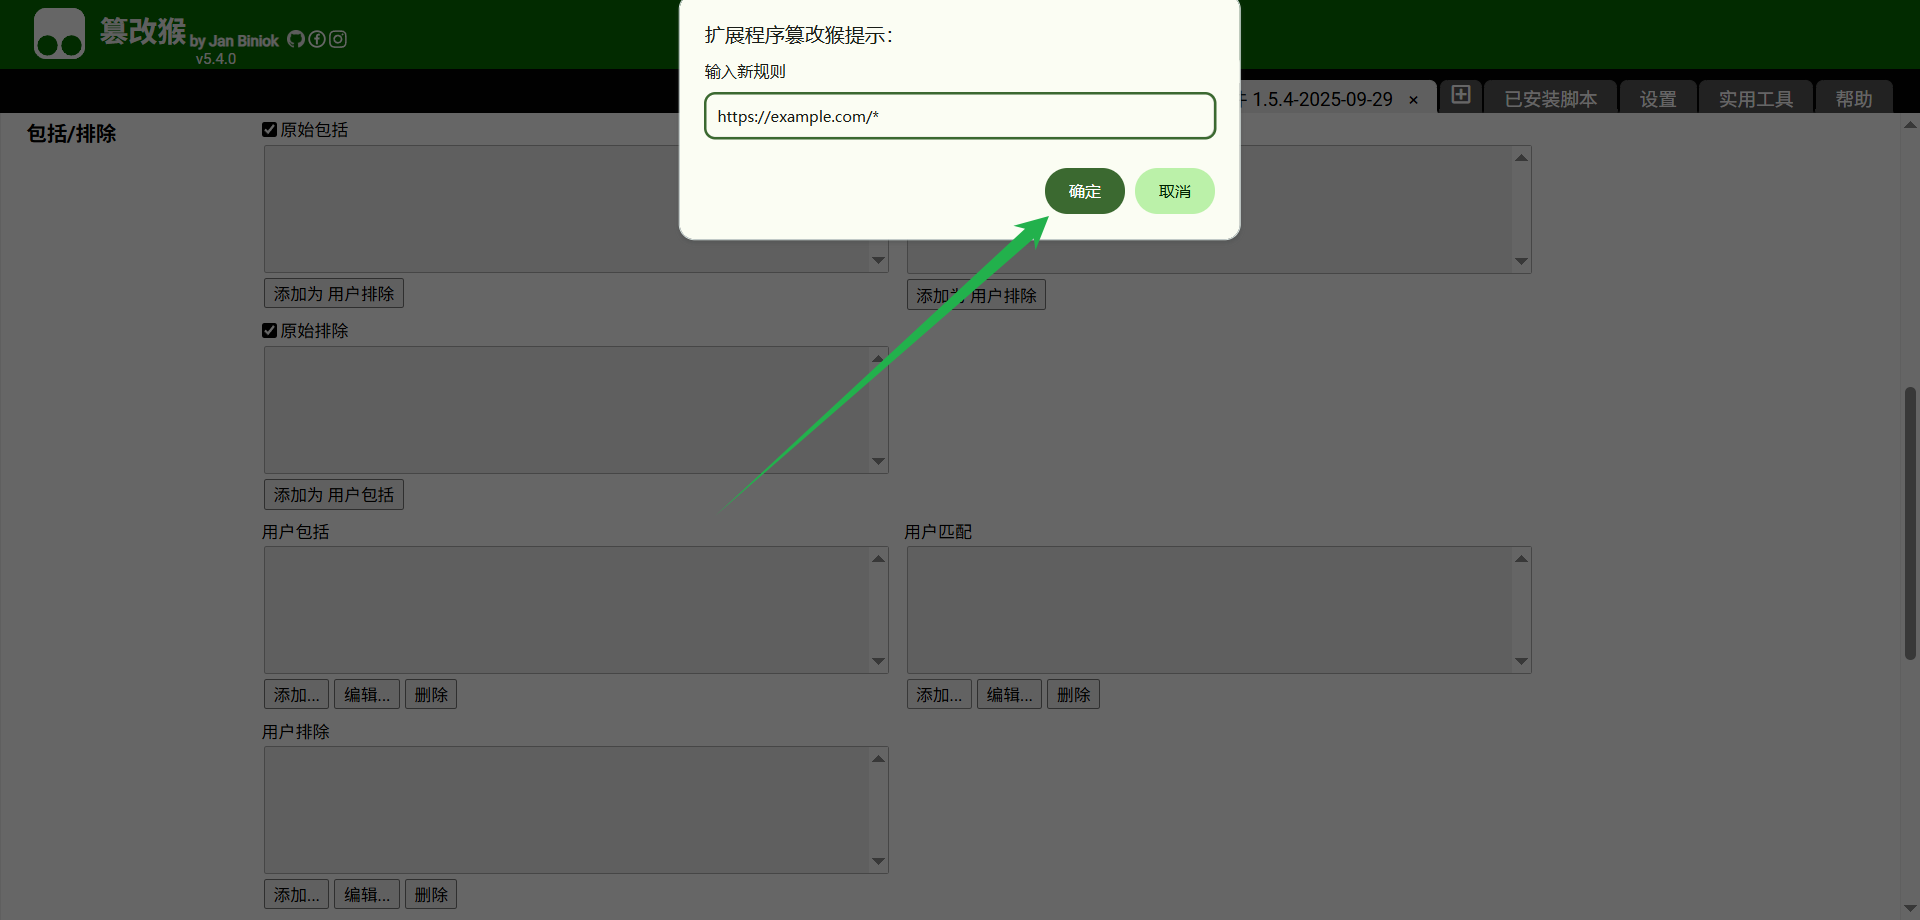 篡改猴 by Jan Biniok
v5.4.0
扩展程序篡改猴提示：
输入新规则
https://example.com/*
确定
取消
1.5.4-2025-09-29 ×
已安装脚本
设置
实用工具
帮助
包括/排除
原始包括
添加为 用户排除
添加为 用户排除
原始排除
添加为 用户包括
用户包括
用户匹配
添加... 编辑... 删除
添加... 编辑... 删除
用户排除
添加... 编辑... 删除